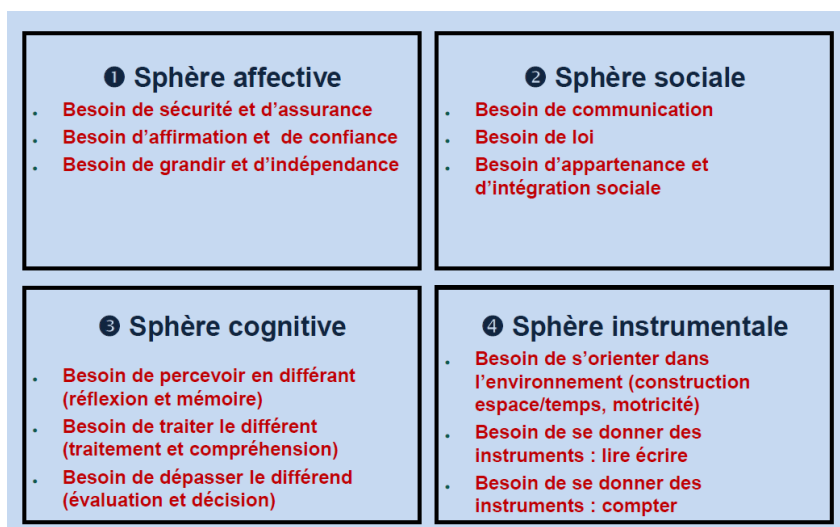 ❶ Sphère affective
. Besoin de sécurité et d'assurance
. Besoin d'affirmation et de confiance
. Besoin de grandir et d'indépendance
❷ Sphère sociale
. Besoin de communication
. Besoin de loi
. Besoin d'appartenance et
d'intégration sociale
❸ Sphère cognitive
. Besoin de percevoir en différant
(réflexion et mémoire)
. Besoin de traiter le différent
(traitement et compréhension)
. Besoin de dépasser le différend
(évaluation et décision)
❹ Sphère instrumentale
. Besoin de s'orienter dans
l'environnement (construction
espace/temps, motricité)
. Besoin de se donner des
instruments : lire écrire
. Besoin de se donner des
instruments : compter